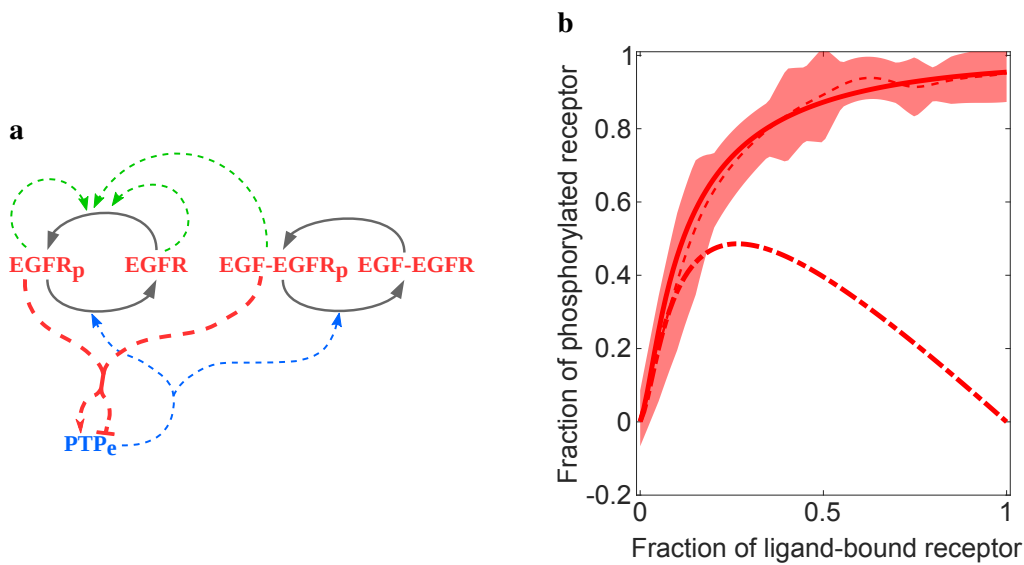 a
EGFRp EGFR EGF-EGFRp EGF-EGFR
PTPe
b
Fraction of phosphorylated receptor
1
0.8
0.6
0.4
0.2
0
-0.2
0 0.5 1
Fraction of ligand-bound receptor